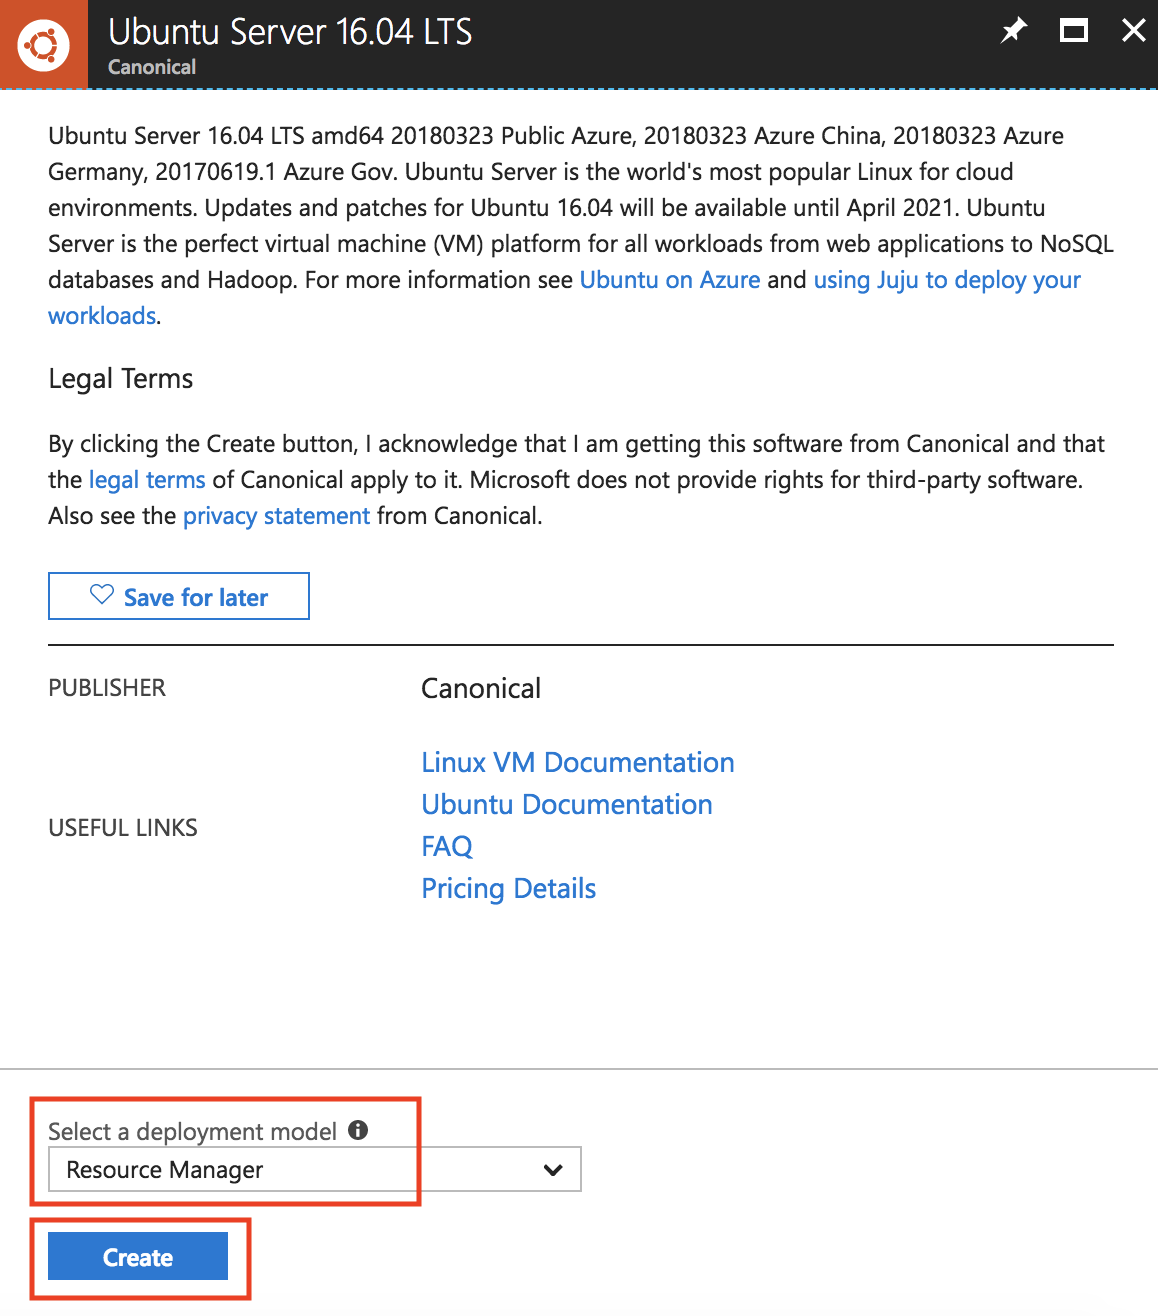 Ubuntu Server 16.04 LTS
Canonical
Ubuntu Server 16.04 LTS amd64 20180323 Public Azure, 20180323 Azure China, 20180323 Azure
Germany, 20170619.1 Azure Gov. Ubuntu Server is the world's most popular Linux for cloud
environments. Updates and patches for Ubuntu 16.04 will be available until April 2021. Ubuntu
Server is the perfect virtual machine (VM) platform for all workloads from web applications to NoSQL
databases and Hadoop. For more information see Ubuntu on Azure and using Juju to deploy your
workloads.
Legal Terms
By clicking the Create button, I acknowledge that I am getting this software from Canonical and that
the legal terms of Canonical apply to it. Microsoft does not provide rights for third-party software.
Also see the privacy statement from Canonical.
Save for later
PUBLISHER
Canonical
USEFUL LINKS
Linux VM Documentation
Ubuntu Documentation
FAQ
Pricing Details
Select a deployment model
Resource Manager
Create